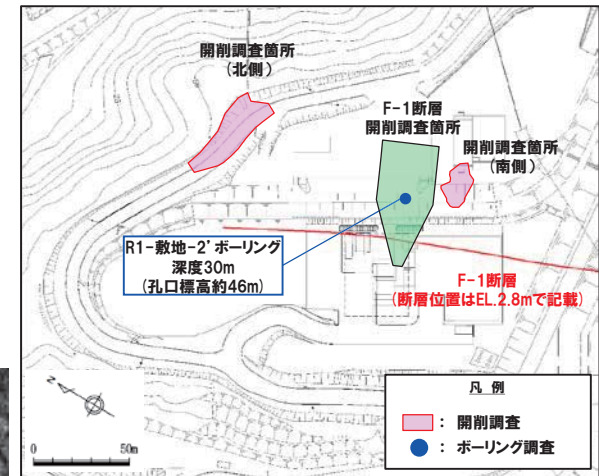 開削調査箇所
(北側)
F-1断層
開削調査箇所
開削調査箇所
(南側)
R1-敷地-2’ボーリング
深度30m
(孔口標高約46m)
F-1断層
(断層位置はEL.2.8mで記載)
N
0 50m
凡 例
: 開削調査
: ボーリング調査